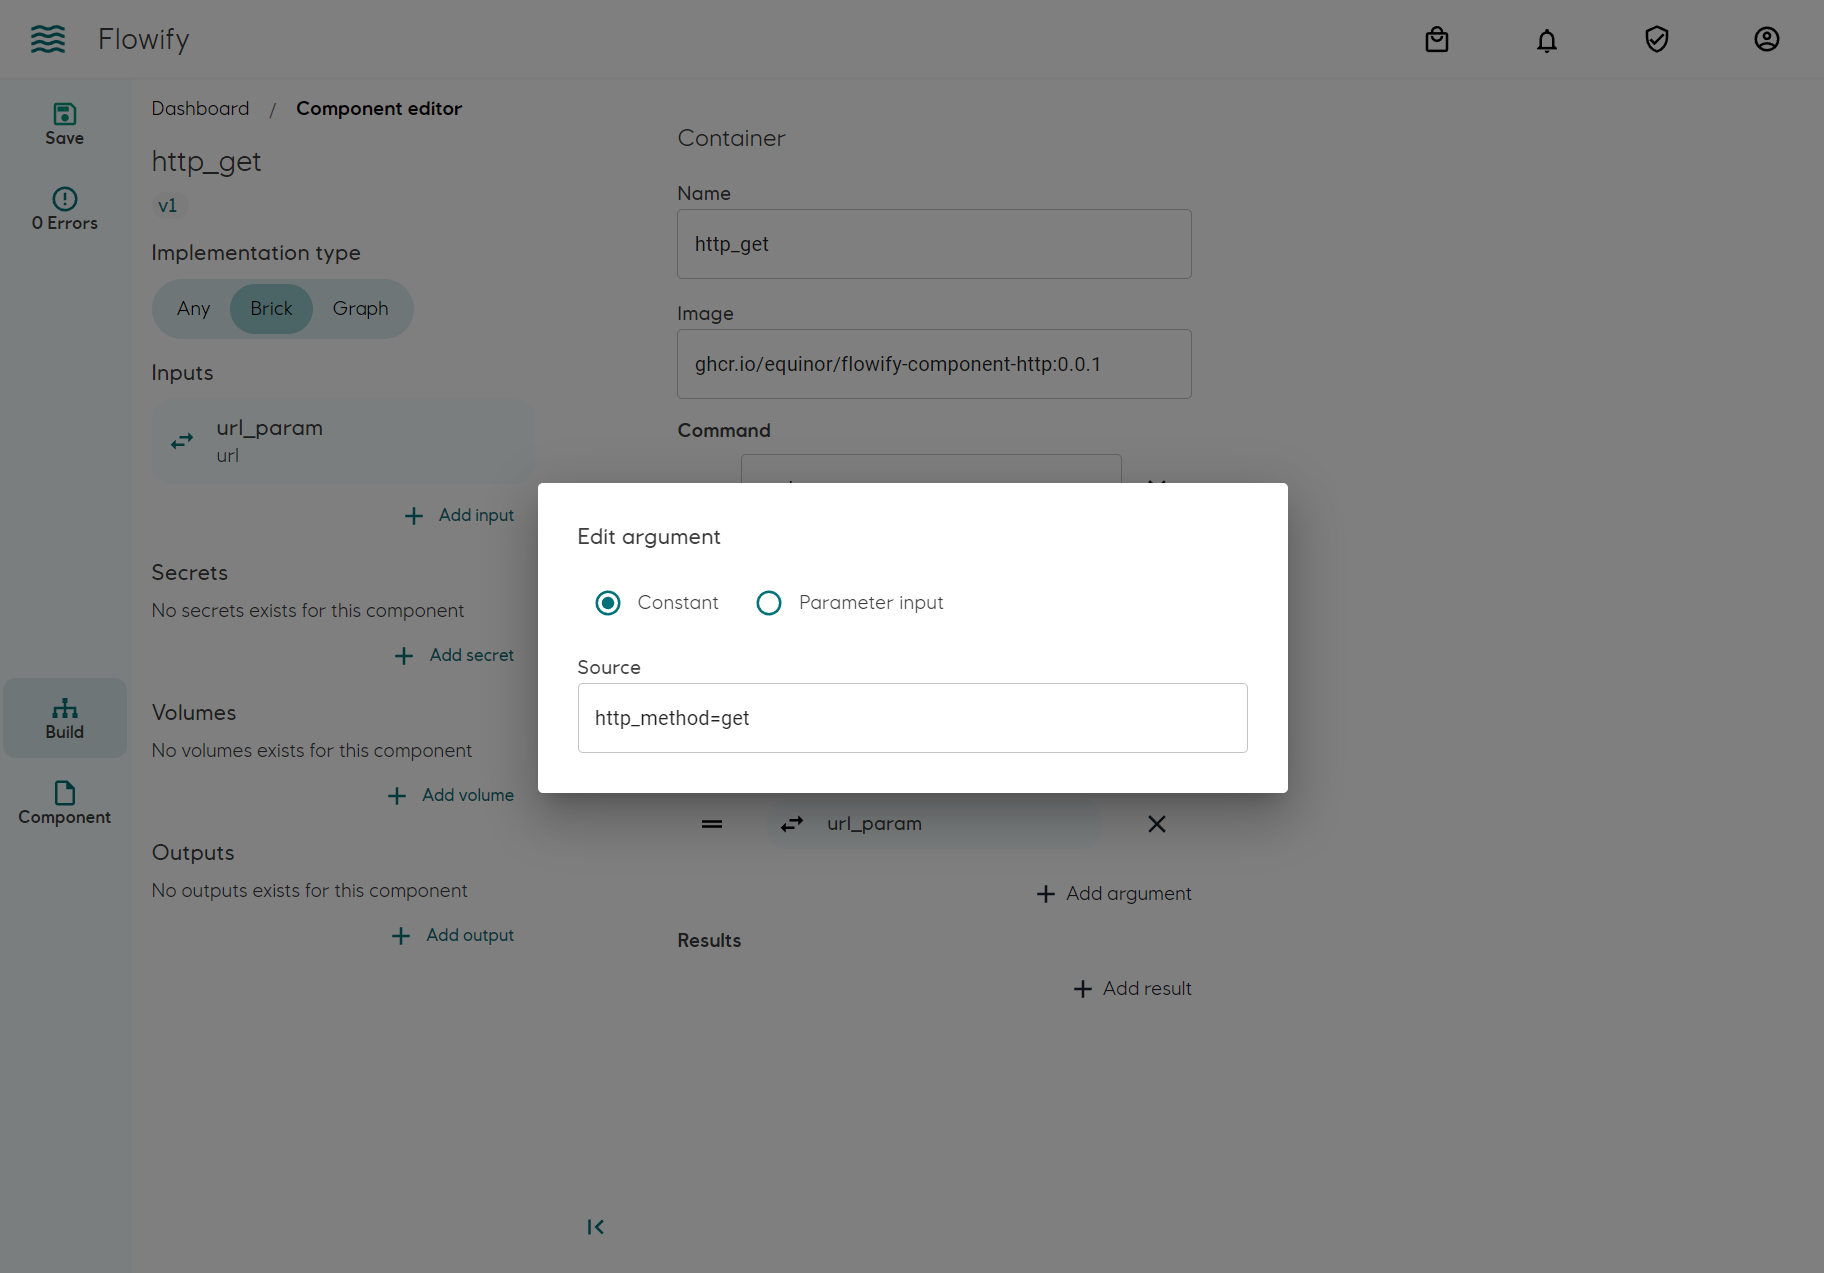 Flowify
Save
0 Errors
Build
Component
Dashboard / Component editor
http_get
v1
Implementation type
Any Brick Graph
Inputs
url_param
url
Add input
Secrets
No secrets exists for this component
Add secret
Volumes
No volumes exists for this component
Add volume
Outputs
No outputs exists for this component
Add output
Container
Name
http_get
Image
ghcr.io/equinor/flowify-component-http:0.0.1
Command
Edit argument
Constant Parameter input
Source
http_method=get
url_param
Add argument
Results
Add result